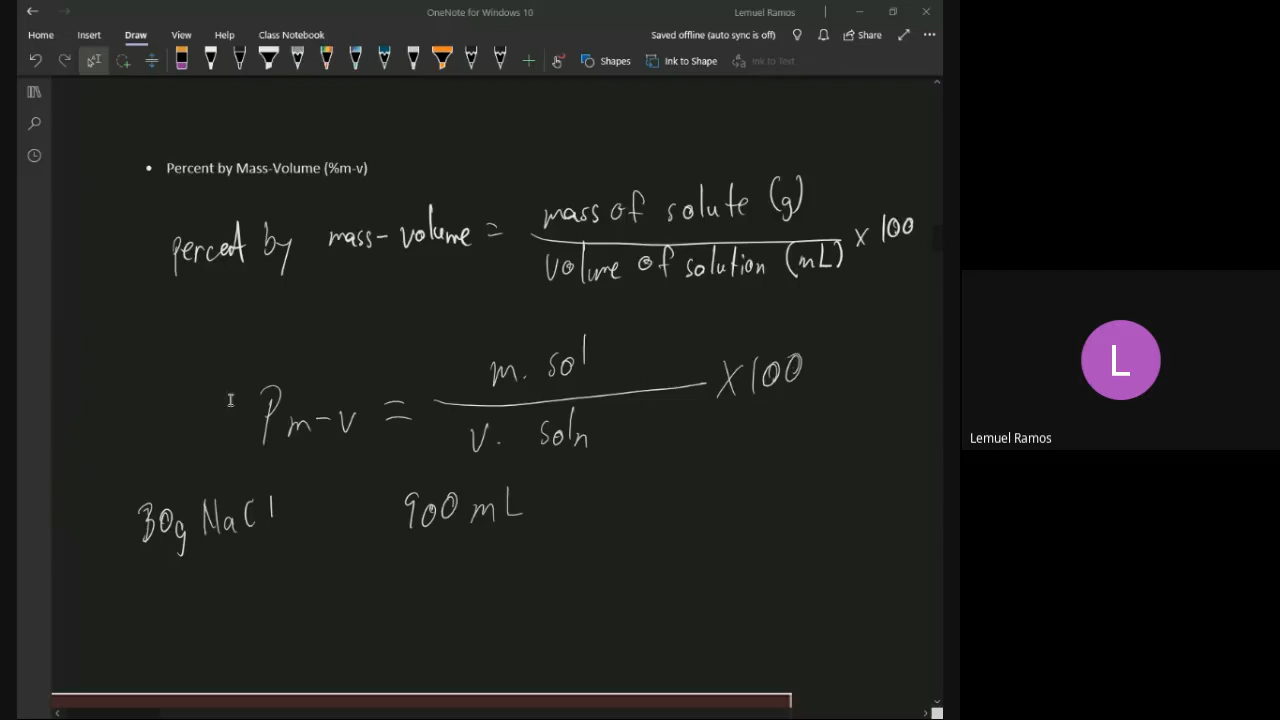 OneNote for Windows 10
Lemuel Ramos
Home Insert Draw View Help Class Notebook
Saved offline (auto sync is off) Share
Shapes Ink to Shape Ink to Text
• Percent by Mass-Volume (%m-v)
percent by mass-volume = mass of solute (g)
volume of solution (mL) x 100
Pm-v = m. sol
v. soln x 100
30g NaCl 900 mL
L
Lemuel Ramos